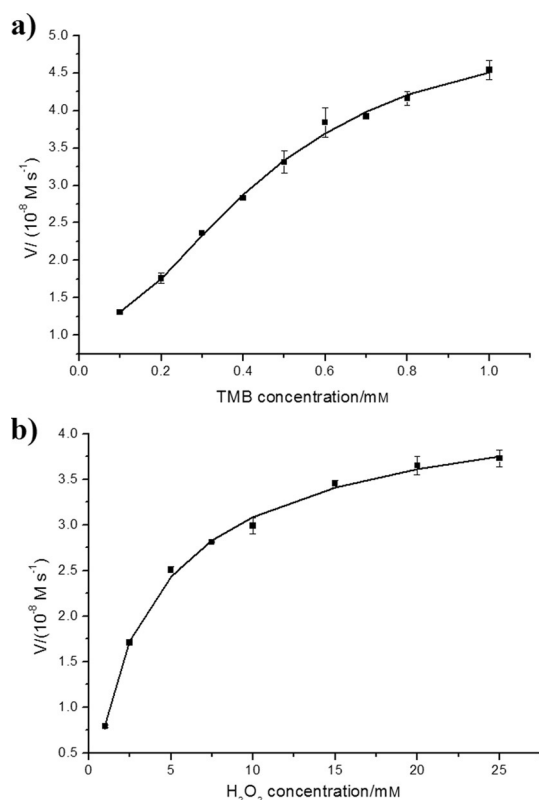 a)
5.0
4.5
4.0
3.5
3.0
2.5
2.0
1.5
1.0
V/ (10⁻⁸ M s⁻¹)
0.0 0.2 0.4 0.6 0.8 1.0
TMB concentration/mM
b)
4.0
3.5
3.0
2.5
2.0
1.5
1.0
0.5
V/(10⁻⁸ M s⁻¹)
0 5 10 15 20 25
H₂O₂ concentration/mM